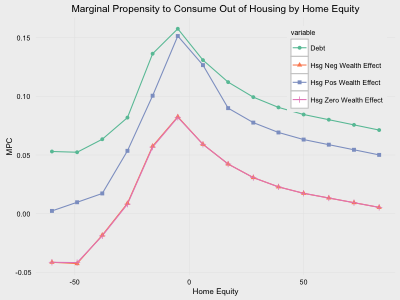 Marginal Propensity to Consume Out of Housing by Home Equity
variable
Debt
Hsg Neg Wealth Effect
Hsg Pos Wealth Effect
Hsg Zero Wealth Effect
0.15
0.10
0.05
0.00
-0.05
MPC
-50
0
50
Home Equity